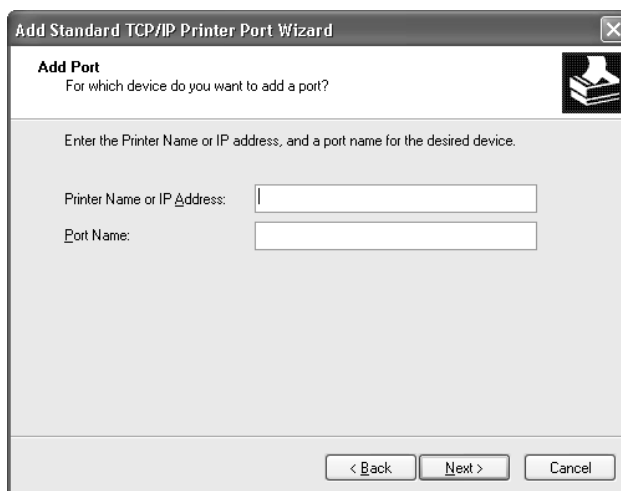 Add Standard TCP/IP Printer Port Wizard
Add Port
For which device do you want to add a port?
Enter the Printer Name or IP address, and a port name for the desired device.
Printer Name or IP Address:
Port Name:
< Back
Next >
Cancel